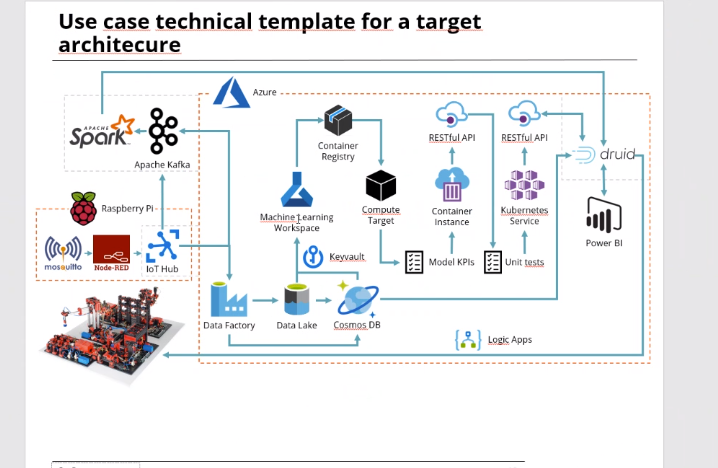 Use case technical template for a target
architecure
Azure
APACHE
Spark
Apache Kafka
RESTful API
RESTful API
druid
Container
Registry
Raspberry Pi
Machine Learning
Workspace
Compute
Target
Container
Instance
Kubernetes
Service
Power BI
mosquitto
Node-RED
IoT Hub
Keyvault
Model KPIs
Unit tests
Data Factory
Data Lake
Cosmos DB
Logic Apps